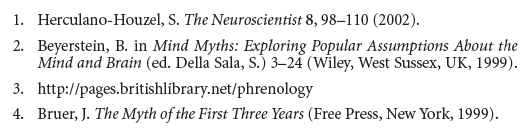 1. Herculano-Houzel, S. The Neuroscientist 8, 98–110 (2002).
2. Beyerstein, B. in Mind Myths: Exploring Popular Assumptions About the
Mind and Brain (ed. Della Sala, S.) 3–24 (Wiley, West Sussex, UK, 1999).
3. http://pages.britishlibrary.net/phrenology
4. Bruer, J. The Myth of the First Three Years (Free Press, New York, 1999).